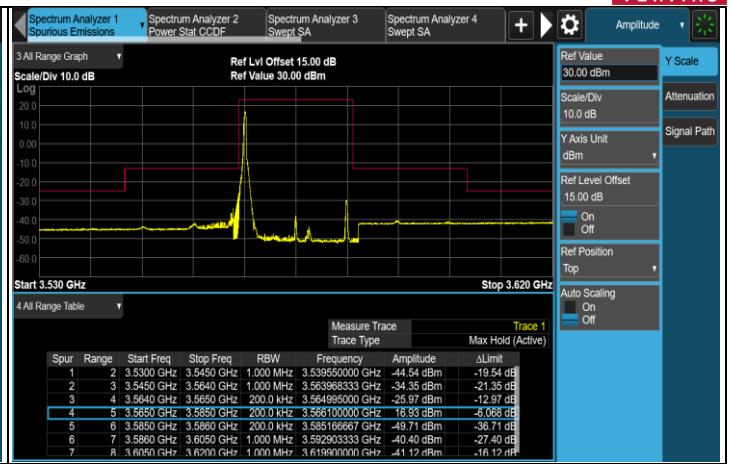 Spectrum Analyzer 1
Spurious Emissions
Spectrum Analyzer 2
Power Stat CCDF
Spectrum Analyzer 3
Swept SA
Spectrum Analyzer 4
Swept SA
+
Amplitude
3 All Range Graph
Scale/Div 10.0 dB
Ref Lvl Offset 15.00 dB
Ref Value 30.00 dBm
Log
20.0
10.0
0.00
-10.0
-20.0
-30.0
-40.0
-50.0
-60.0
Start 3.530 GHz
Stop 3.620 GHz
Ref Value
30.00 dBm
Scale/Div
10.0 dB
Y Axis Unit
dBm
Ref Level Offset
15.00 dB
On
Off
Ref Position
Top
Auto Scaling
On
Off
Y Scale
Attenuation
Signal Path
4 All Range Table
Measure Trace Trace 1
Trace Type Max Hold (Active)
Spur Range Start Freq Stop Freq RBW Frequency Amplitude ΔLimit
1 2 3.5300 GHz 3.5450 GHz 1.000 MHz 3.539550000 GHz -44.54 dBm -19.54 dB
2 3 3.5450 GHz 3.5640 GHz 1.000 MHz 3.563968333 GHz -34.35 dBm -21.35 dB
3 4 3.5640 GHz 3.5650 GHz 200.0 kHz 3.564995000 GHz -25.97 dBm -12.97 dB
4 5 3.5650 GHz 3.5850 GHz 200.0 kHz 3.566100000 GHz 16.93 dBm -6.068 dB
5 6 3.5850 GHz 3.5860 GHz 200.0 kHz 3.585166667 GHz -49.71 dBm -36.71 dB
6 7 3.5860 GHz 3.6050 GHz 1.000 MHz 3.592903333 GHz -40.40 dBm -27.40 dB
7 8 3.6050 GHz 3.6200 GHz 1.000 MHz 3.619900000 GHz -41.12 dBm -16.12 dB